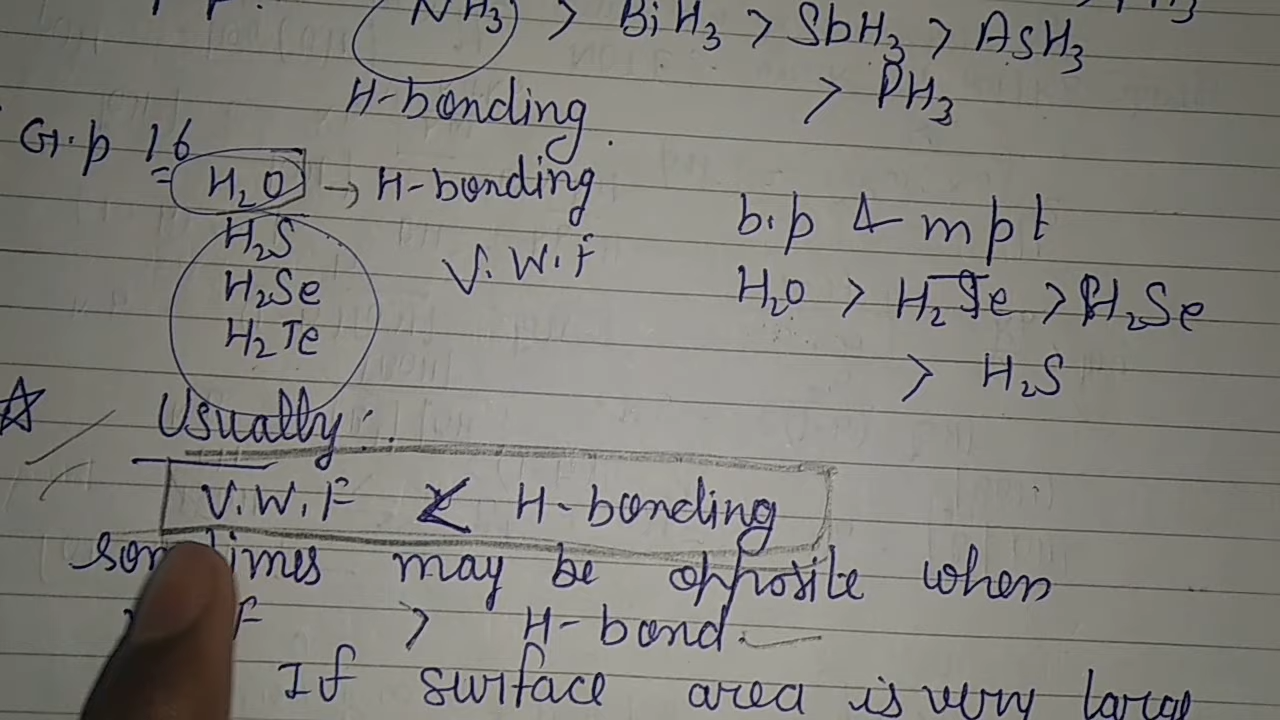 NH3 > BiH3 > SbH3 > AsH3
> PH3
H-bonding.
G.p 16
H2O → H-bonding
H2S
H2Se
H2Te
V.W.F
b.p & mpt
H2O > H2Te > H2Se
> H2S
Usually:
V.W.F < H-bonding
sometimes may be opposite when
F > H-bond.
If surface area is very large